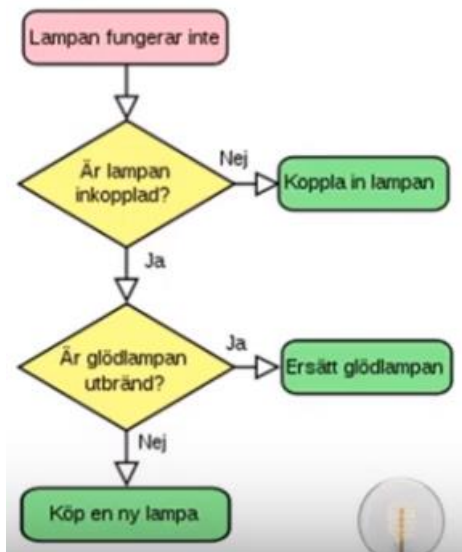 Lampan fungerar inte
Är lampan
inkopplad?
Nej
Koppla in lampan
Ja
Är glödlampan
utbränd?
Ja
Ersätt glödlampan
Nej
Köp en ny lampa